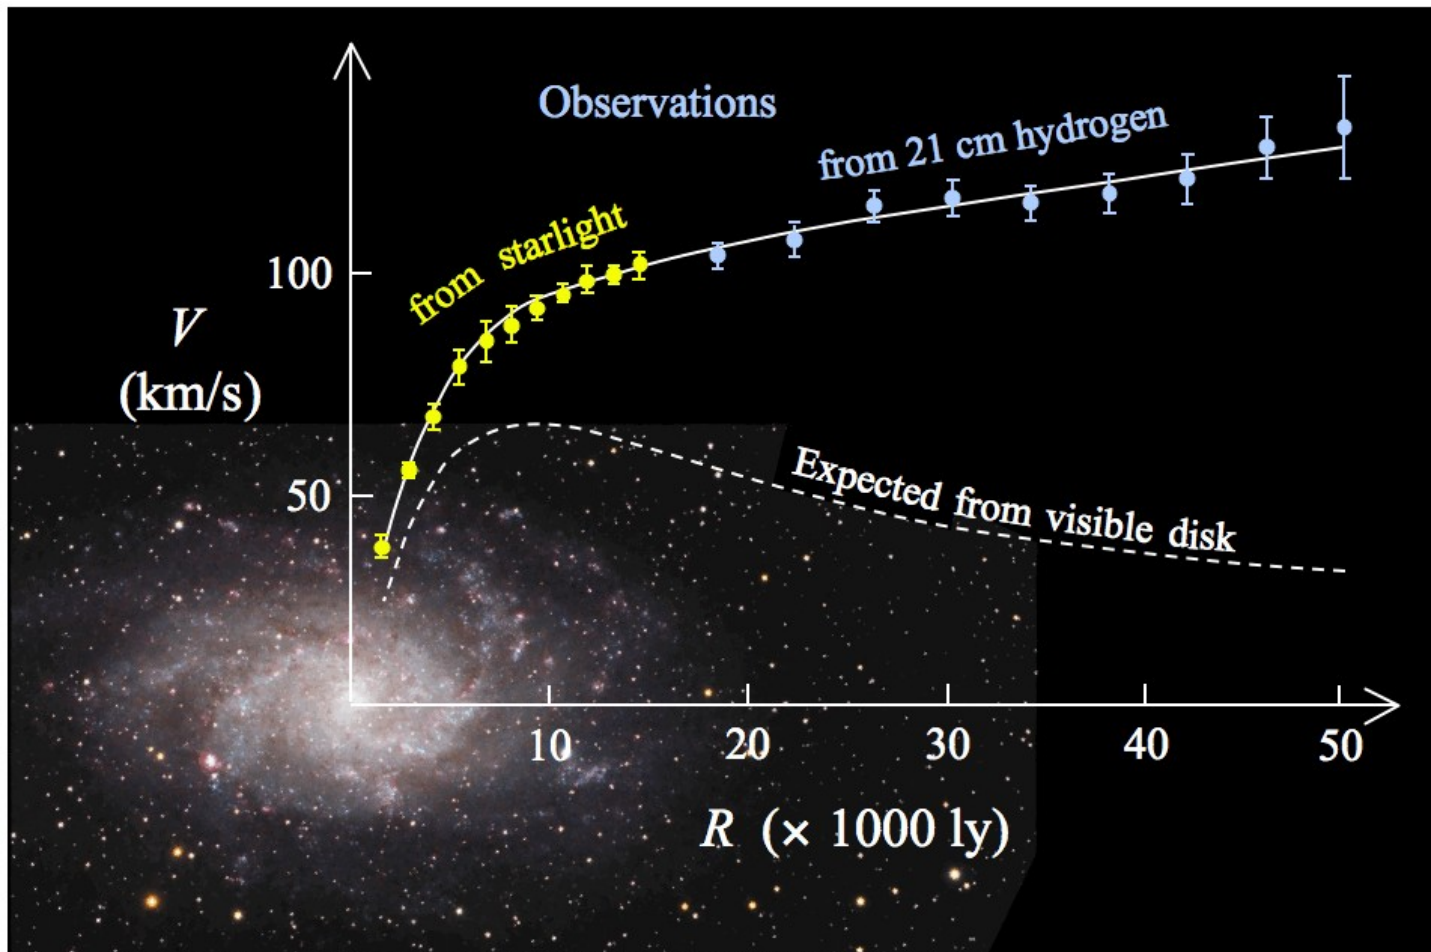 Observations
from 21 cm hydrogen
from starlight
100
V
(km/s)
50
Expected from visible disk
10 20 30 40 50
R (× 1000 ly)